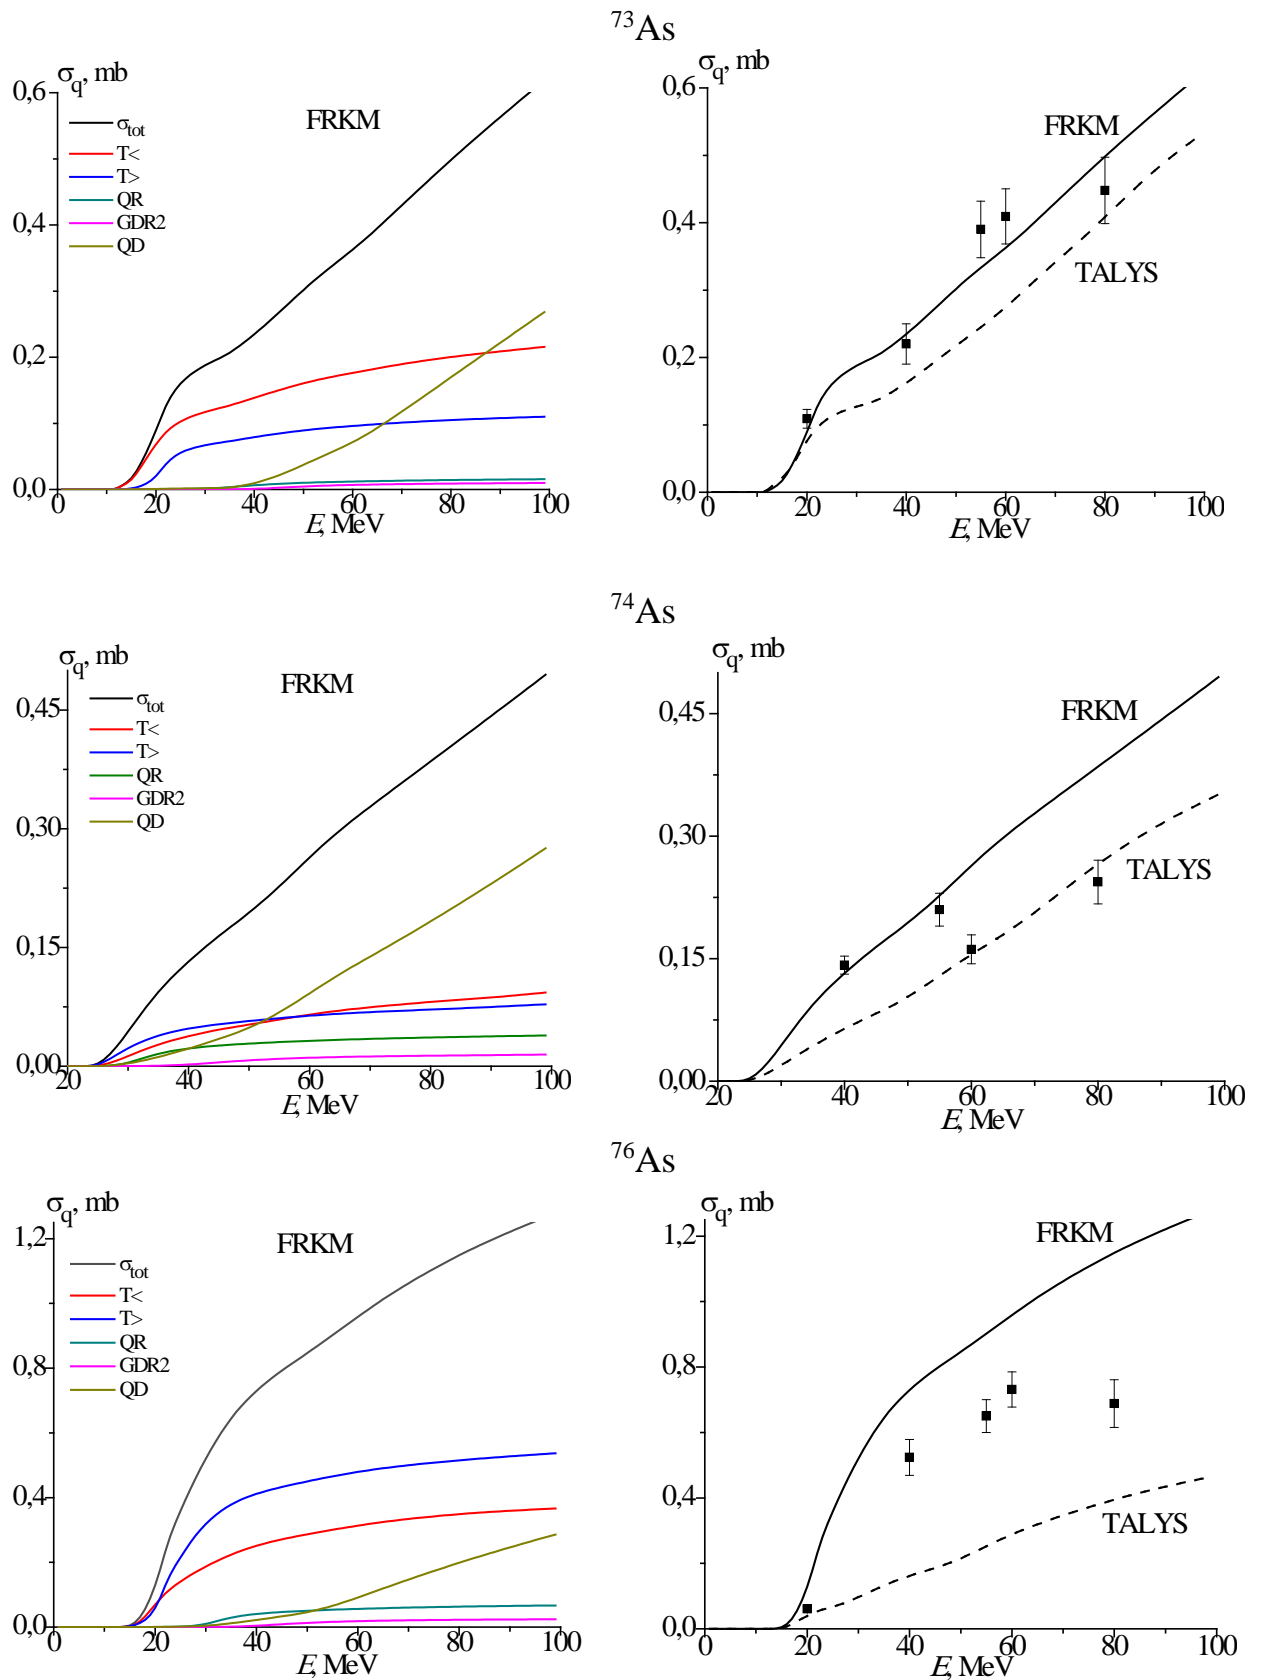 ⁷³As
σq, mb
0,6
0,4
0,2
0,0
FRKM
σtot
T<
T>
QR
GDR2
QD
0 20 40 60 80 100
E, MeV
σq, mb
0,6
0,4
0,2
0,0
FRKM
TALYS
0 20 40 60 80 100
E, MeV
⁷⁴As
σq, mb
0,45
0,30
0,15
0,00
FRKM
σtot
T<
T>
QR
GDR2
QD
20 40 60 80 100
E, MeV
σq, mb
0,45
0,30
0,15
0,00
FRKM
TALYS
20 40 60 80 100
E, MeV
⁷⁶As
σq, mb
1,2
0,8
0,4
0,0
FRKM
σtot
T<
T>
QR
GDR2
QD
0 20 40 60 80 100
E, MeV
σq, mb
1,2
0,8
0,4
0,0
FRKM
TALYS
0 20 40 60 80 100
E, MeV